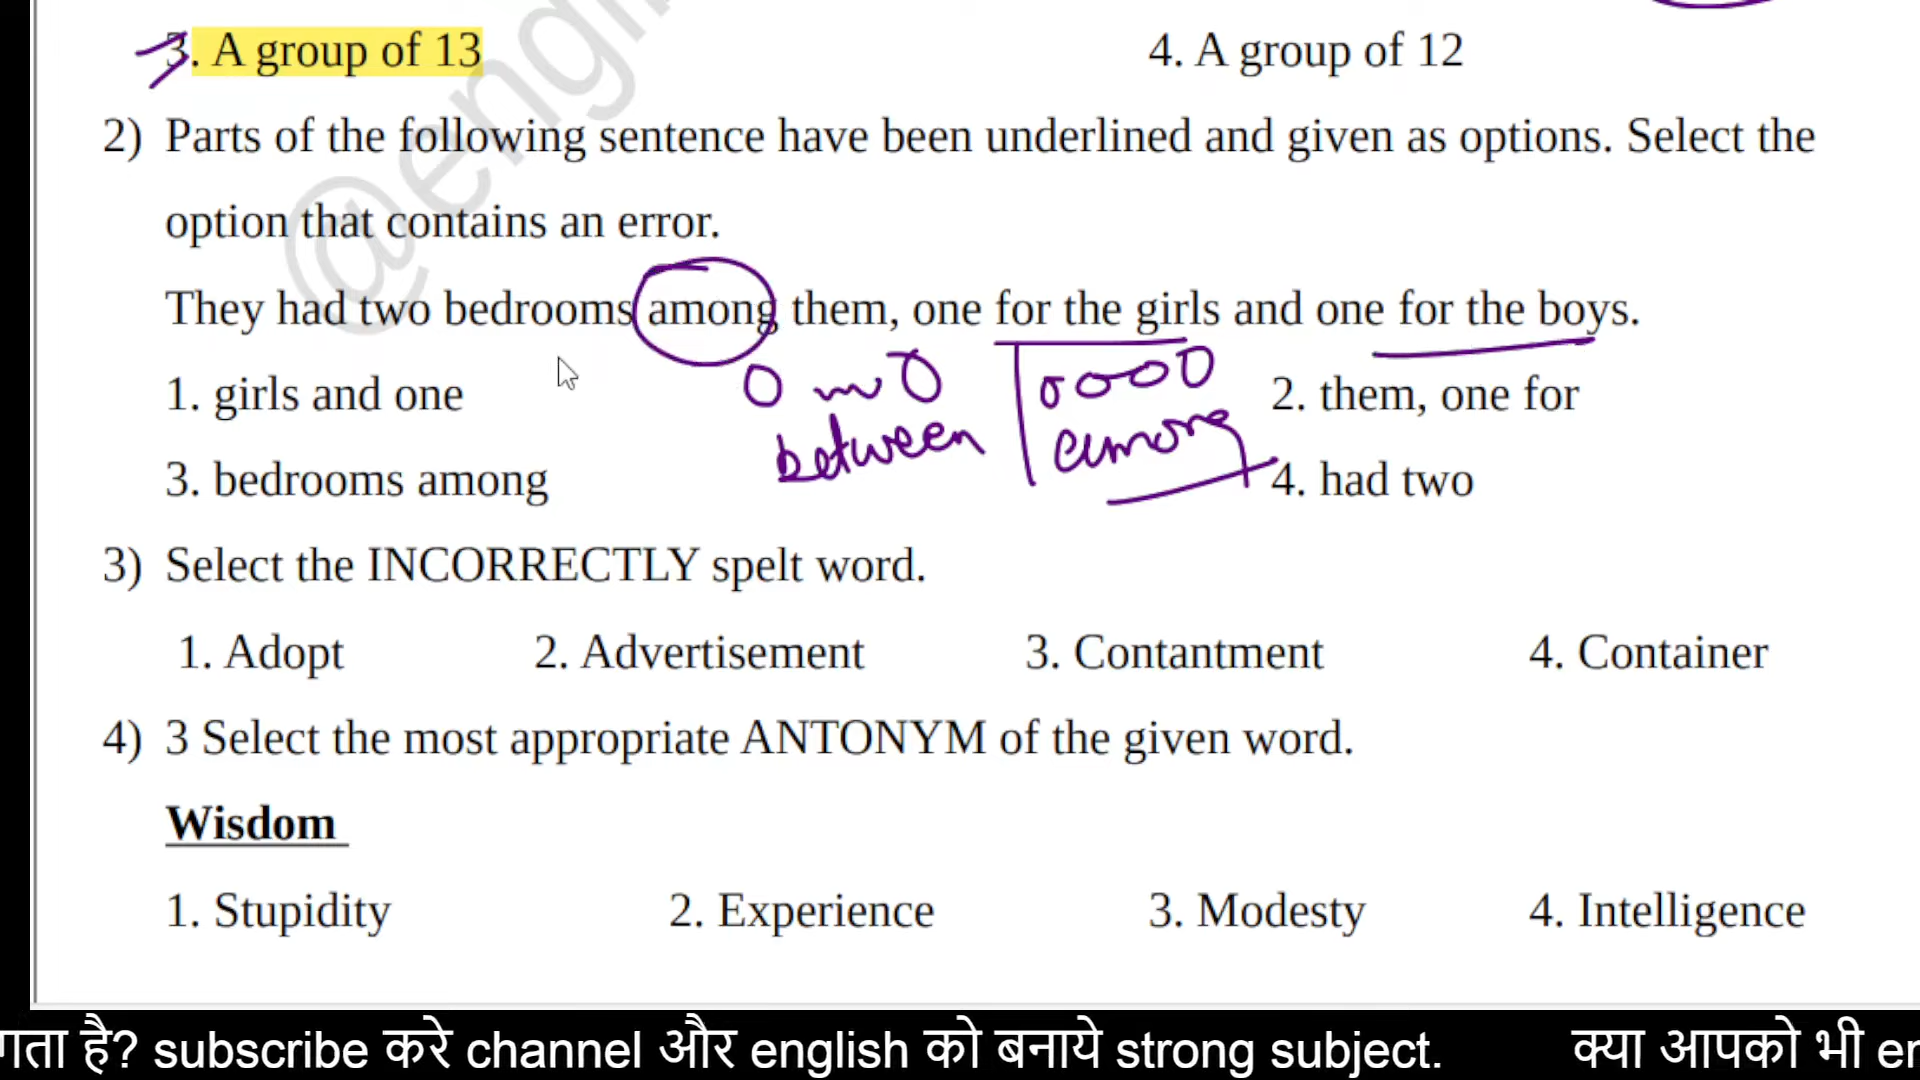 3. A group of 13 4. A group of 12
2) Parts of the following sentence have been underlined and given as options. Select the
option that contains an error.
They had two bedrooms among them, one for the girls and one for the boys.
1. girls and one 2. them, one for
between among
3. bedrooms among 4. had two
3) Select the INCORRECTLY spelt word.
1. Adopt 2. Advertisement 3. Contantment 4. Container
4) 3 Select the most appropriate ANTONYM of the given word.
Wisdom
1. Stupidity 2. Experience 3. Modesty 4. Intelligence
है? subscribe करे channel और english को बनाये strong subject. क्या आपको भी